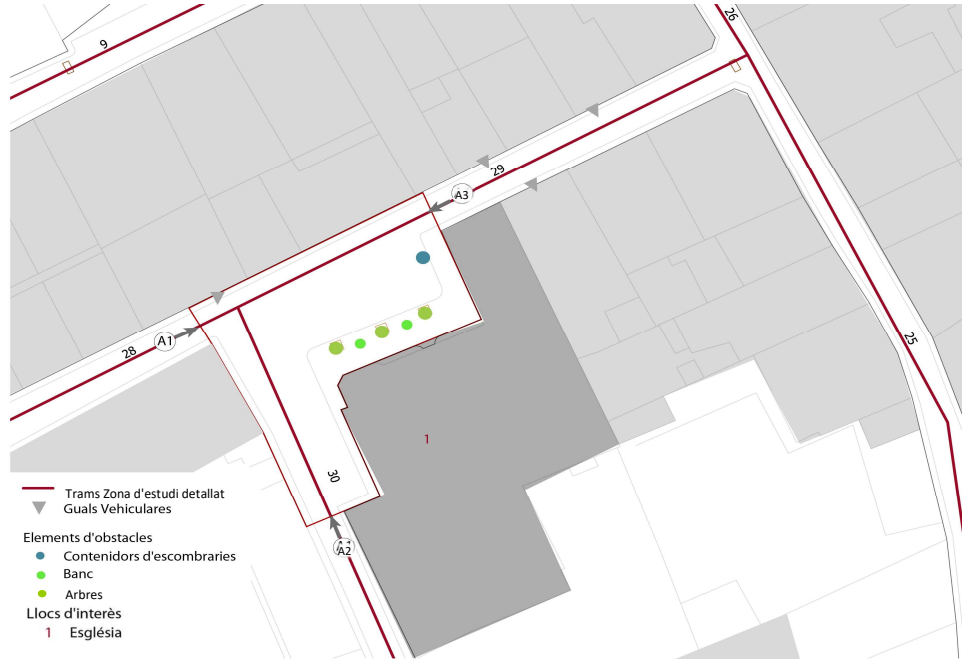 26
9
29
A3
A1
28
25
1
30
A2
Trams Zona d'estudi detallat
Guals Vehiculares
Elements d'obstacles
Contenidors d'escombraries
Banc
Arbres
Llocs d'interès
1 Església